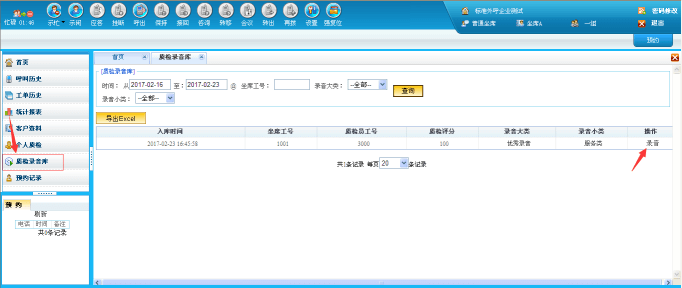 标准外呼企业测试 密码修改
忙碌 01:46 示忙 示闲 应答 挂断 呼出 保持 接回 咨询 转移 会议 转出 再拨 设置 强复位
普通坐席 坐席A 一组 退出
预约
首页 质检录音库
首页
呼叫历史
工单历史
统计报表
客户资料
个人质检
质检录音库
预约记录
[质检录音库]
时间: 从 2017-02-16 至: 2017-02-23 坐席工号: 录音大类: --全部-- 查询
录音小类: --全部--
导出Excel
入库时间 坐席工号 质检员工号 质检评分 录音大类 录音小类 操作
2017-02-23 16:45:58 1001 3000 100 优秀录音 服务类 录音
共1条记录 每页 20 条记录
预 约
刷新
电话 时间 备注
共0条记录